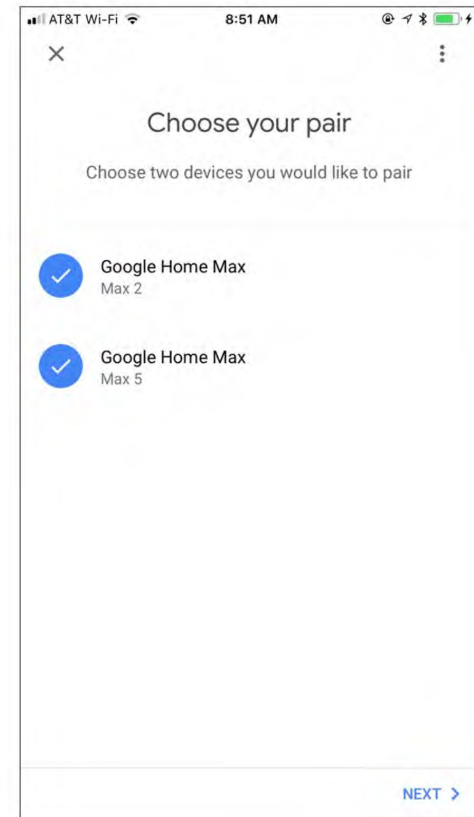 AT&T Wi-Fi 8:51 AM
Choose your pair
Choose two devices you would like to pair
Google Home Max
Max 2
Google Home Max
Max 5
NEXT